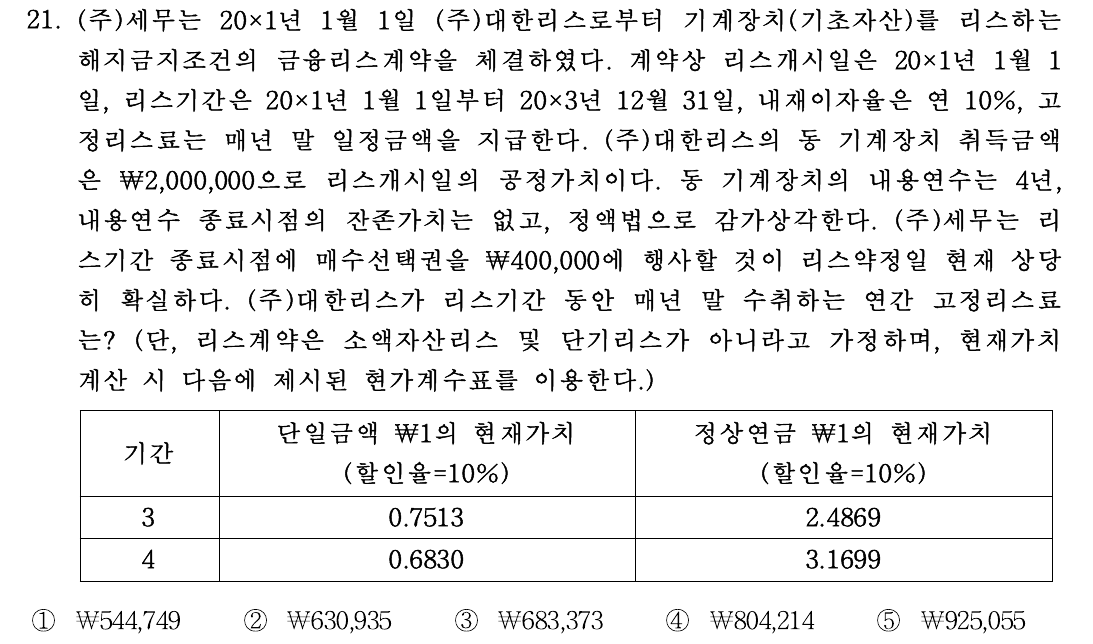 21. (주)세무는 20×1년 1월 1일 (주)대한리스로부터 기계장치(기초자산)를 리스하는
해지금지조건의 금융리스계약을 체결하였다. 계약상 리스개시일은 20×1년 1월 1
일, 리스기간은 20×1년 1월 1일부터 20×3년 12월 31일, 내재이자율은 연 10%, 고
정리스료는 매년 말 일정금액을 지급한다. (주)대한리스의 동 기계장치 취득금액
은 ₩2,000,000으로 리스개시일의 공정가치이다. 동 기계장치의 내용연수는 4년,
내용연수 종료시점의 잔존가치는 없고, 정액법으로 감가상각한다. (주)세무는 리
스기간 종료시점에 매수선택권을 ₩400,000에 행사할 것이 리스약정일 현재 상당
히 확실하다. (주)대한리스가 리스기간 동안 매년 말 수취하는 연간 고정리스료
는? (단, 리스계약은 소액자산리스 및 단기리스가 아니라고 가정하며, 현재가치
계산 시 다음에 제시된 현가계수표를 이용한다.)
기간 단일금액 ₩1의 현재가치 정상연금 ₩1의 현재가치
(할인율=10%) (할인율=10%)
3 0.7513 2.4869
4 0.6830 3.1699
① ₩544,749 ② ₩630,935 ③ ₩683,373 ④ ₩804,214 ⑤ ₩925,055